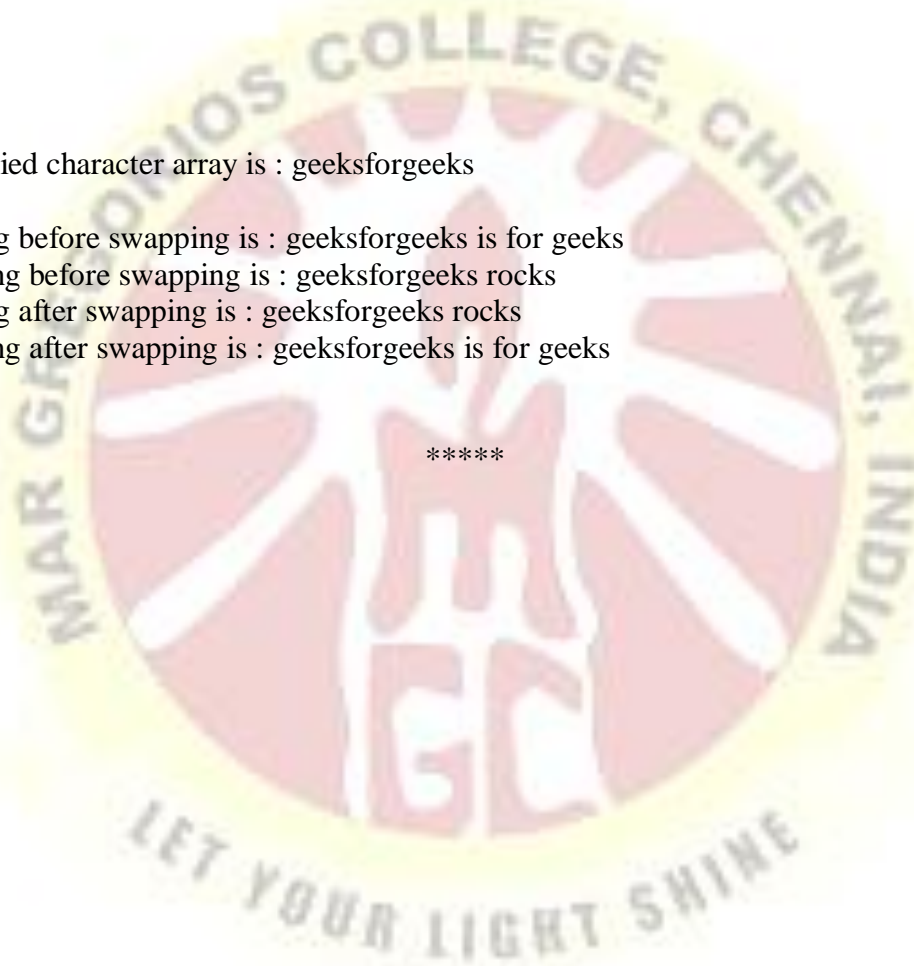 MAR GREGORIOS COLLEGE, CHENNAI, INDIA
ied character array is : geeksforgeeks
g before swapping is : geeksforgeeks is for geeks
ng before swapping is : geeksforgeeks rocks
g after swapping is : geeksforgeeks rocks
ng after swapping is : geeksforgeeks is for geeks
*****
GC
LET YOUR LIGHT SHINE